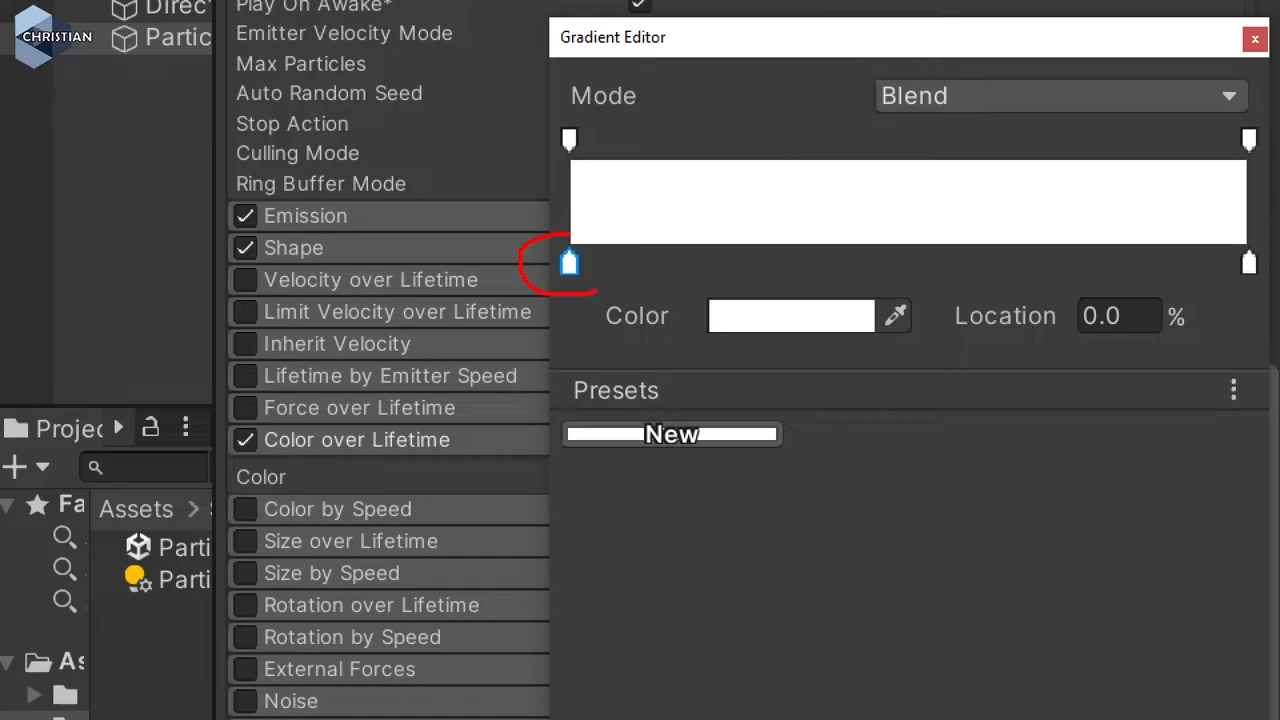 CHRISTIAN
Direc
Partic
Projec
Fa
Assets >
Parti
Parti
As
Play On Awake*
Emitter Velocity Mode
Max Particles
Auto Random Seed
Stop Action
Culling Mode
Ring Buffer Mode
Emission
Shape
Velocity over Lifetime
Limit Velocity over Lifetime
Inherit Velocity
Lifetime by Emitter Speed
Force over Lifetime
Color over Lifetime
Color
Color by Speed
Size over Lifetime
Size by Speed
Rotation over Lifetime
Rotation by Speed
External Forces
Noise
Gradient Editor
x
Mode Blend
Color Location 0.0 %
Presets
New